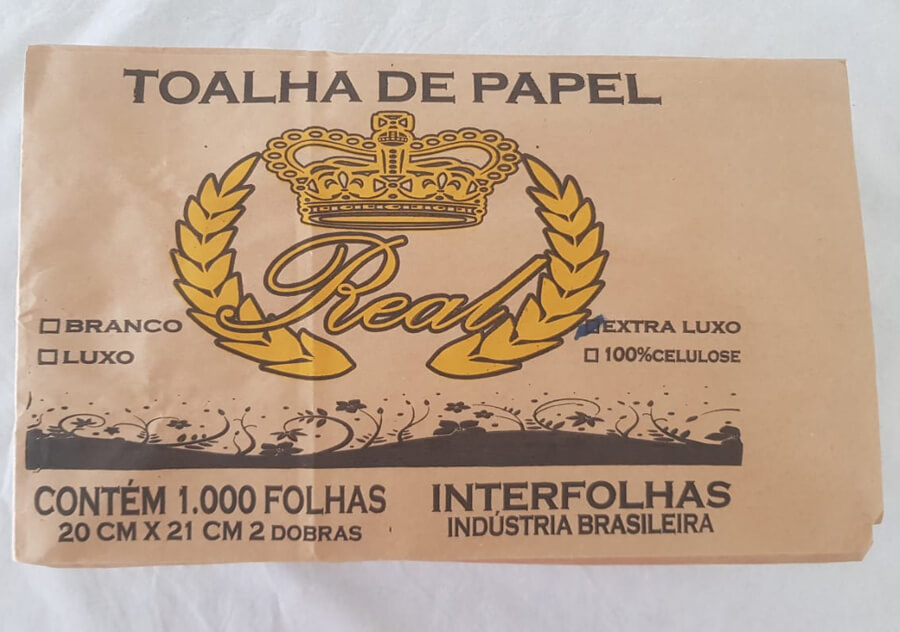 TOALHA DE PAPEL
Real
BRANCO
LUXO
EXTRA LUXO
100%CELULOSE
CONTÉM 1.000 FOLHAS
20 CM X 21 CM 2 DOBRAS
INTERFOLHAS
INDÚSTRIA BRASILEIRA